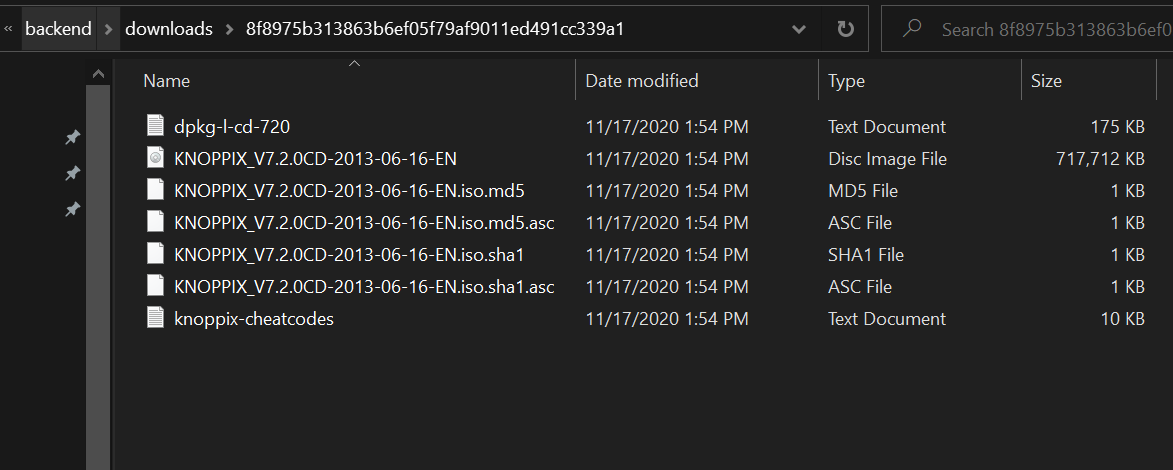 « backend > downloads > 8f8975b313863b6ef05f79af9011ed491cc339a1 Search 8f8975b313863b6ef0
Name Date modified Type Size
dpkg-l-cd-720 11/17/2020 1:54 PM Text Document 175 KB
KNOPPIX_V7.2.0CD-2013-06-16-EN 11/17/2020 1:54 PM Disc Image File 717,712 KB
KNOPPIX_V7.2.0CD-2013-06-16-EN.iso.md5 11/17/2020 1:54 PM MD5 File 1 KB
KNOPPIX_V7.2.0CD-2013-06-16-EN.iso.md5.asc 11/17/2020 1:54 PM ASC File 1 KB
KNOPPIX_V7.2.0CD-2013-06-16-EN.iso.sha1 11/17/2020 1:54 PM SHA1 File 1 KB
KNOPPIX_V7.2.0CD-2013-06-16-EN.iso.sha1.asc 11/17/2020 1:54 PM ASC File 1 KB
knoppix-cheatcodes 11/17/2020 1:54 PM Text Document 10 KB